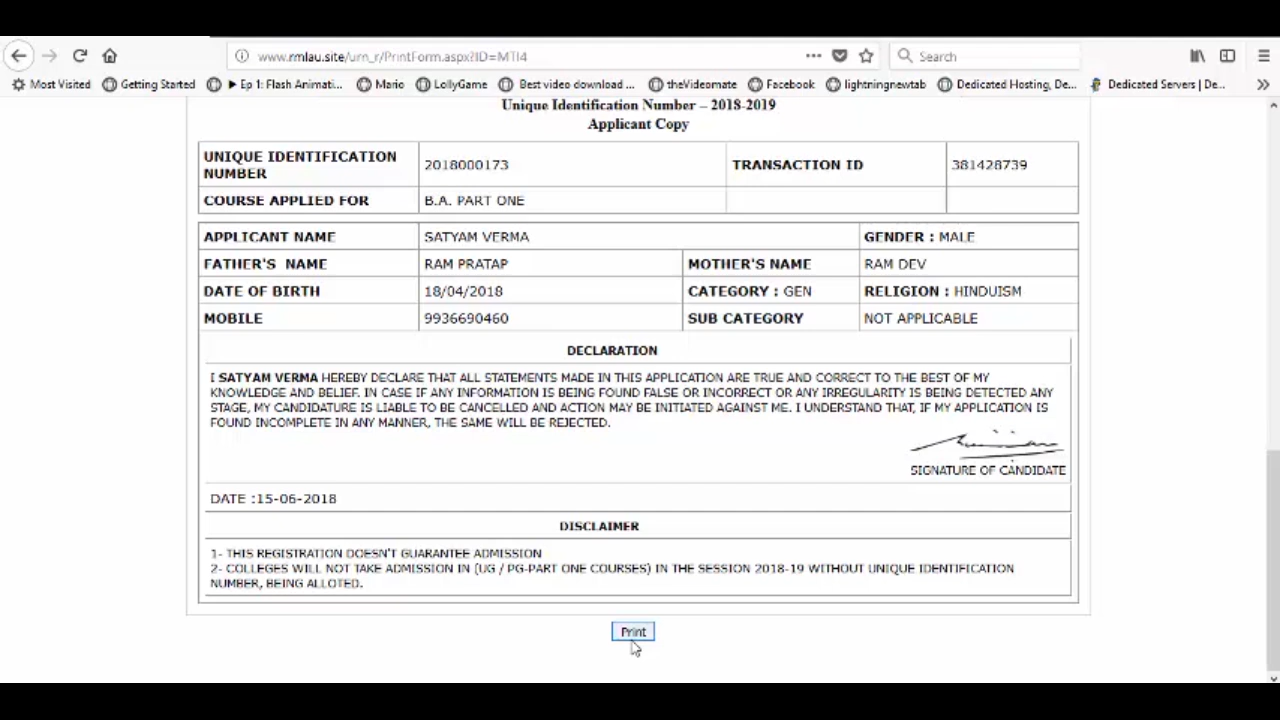 www.rmlau.site/urn_r/PrintForm.aspx?ID=MTI4
Search
Most Visited Getting Started Ep 1: Flash Animati... Mario LollyGame Best video download ... theVideomate Facebook lightningnewtab Dedicated Hosting, De... Dedicated Servers | De...
Unique Identification Number – 2018-2019
Applicant Copy
UNIQUE IDENTIFICATION NUMBER 2018000173 TRANSACTION ID 381428739
COURSE APPLIED FOR B.A. PART ONE
APPLICANT NAME SATYAM VERMA GENDER : MALE
FATHER'S NAME RAM PRATAP MOTHER'S NAME RAM DEV
DATE OF BIRTH 18/04/2018 CATEGORY : GEN RELIGION : HINDUISM
MOBILE 9936690460 SUB CATEGORY NOT APPLICABLE
DECLARATION
I SATYAM VERMA HEREBY DECLARE THAT ALL STATEMENTS MADE IN THIS APPLICATION ARE TRUE AND CORRECT TO THE BEST OF MY
KNOWLEDGE AND BELIEF. IN CASE IF ANY INFORMATION IS BEING FOUND FALSE OR INCORRECT OR ANY IRREGULARITY IS BEING DETECTED ANY
STAGE, MY CANDIDATURE IS LIABLE TO BE CANCELLED AND ACTION MAY BE INITIATED AGAINST ME. I UNDERSTAND THAT, IF MY APPLICATION IS
FOUND INCOMPLETE IN ANY MANNER, THE SAME WILL BE REJECTED.
SIGNATURE OF CANDIDATE
DATE :15-06-2018
DISCLAIMER
1- THIS REGISTRATION DOESN'T GUARANTEE ADMISSION
2- COLLEGES WILL NOT TAKE ADMISSION IN (UG / PG-PART ONE COURSES) IN THE SESSION 2018-19 WITHOUT UNIQUE IDENTIFICATION
NUMBER, BEING ALLOTED.
Print